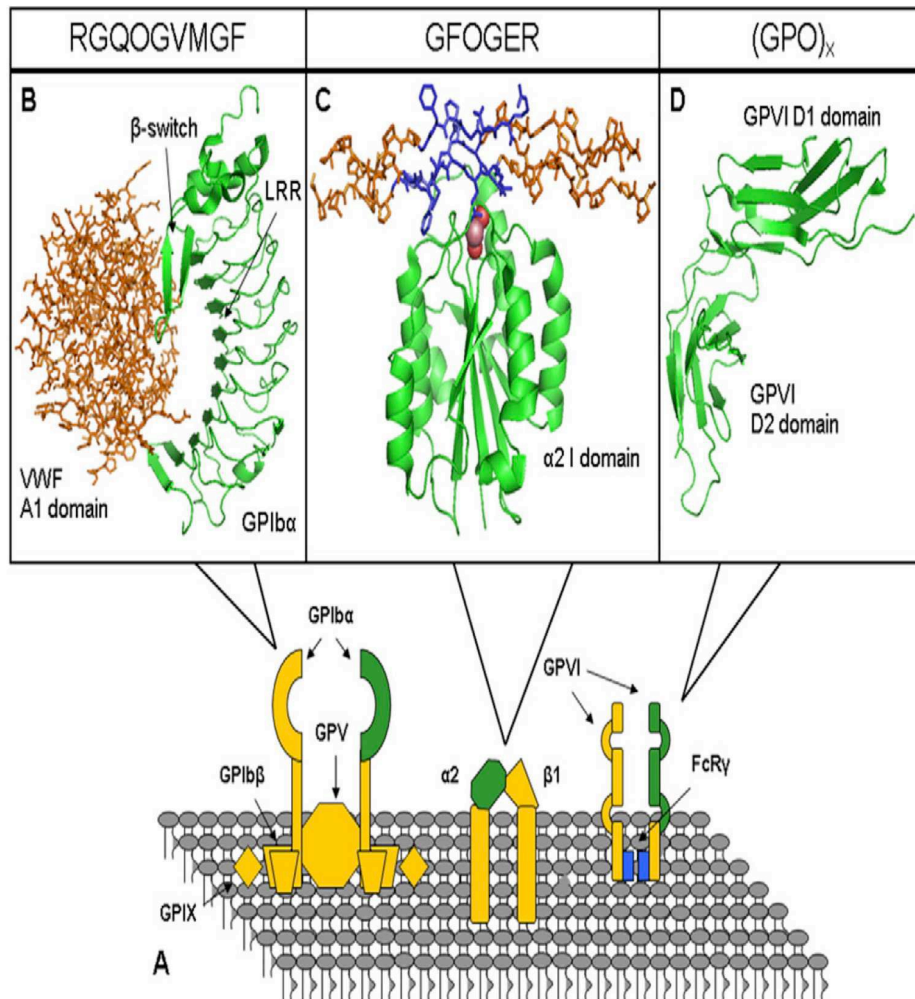 RGQOGVMGF
GFOGER
(GPO)x
B
β-switch
LRR
VWF
A1 domain
GPIbα
C
α2 I domain
D
GPVI D1 domain
GPVI
D2 domain
GPIbα
GPV
GPIbβ
GPIX
α2
β1
GPVI
FcRγ
A